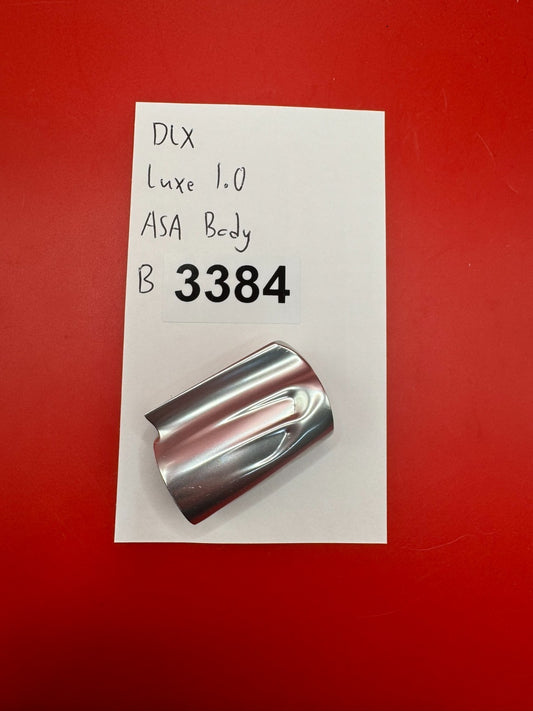 DLX
Luxe 1.0
ASA Body
B 3384